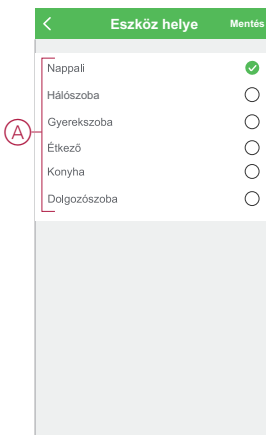 Eszköz helye Mentés
Nappali
Hálószoba
Gyerekszoba
A
Étkező
Konyha
Dolgozószoba